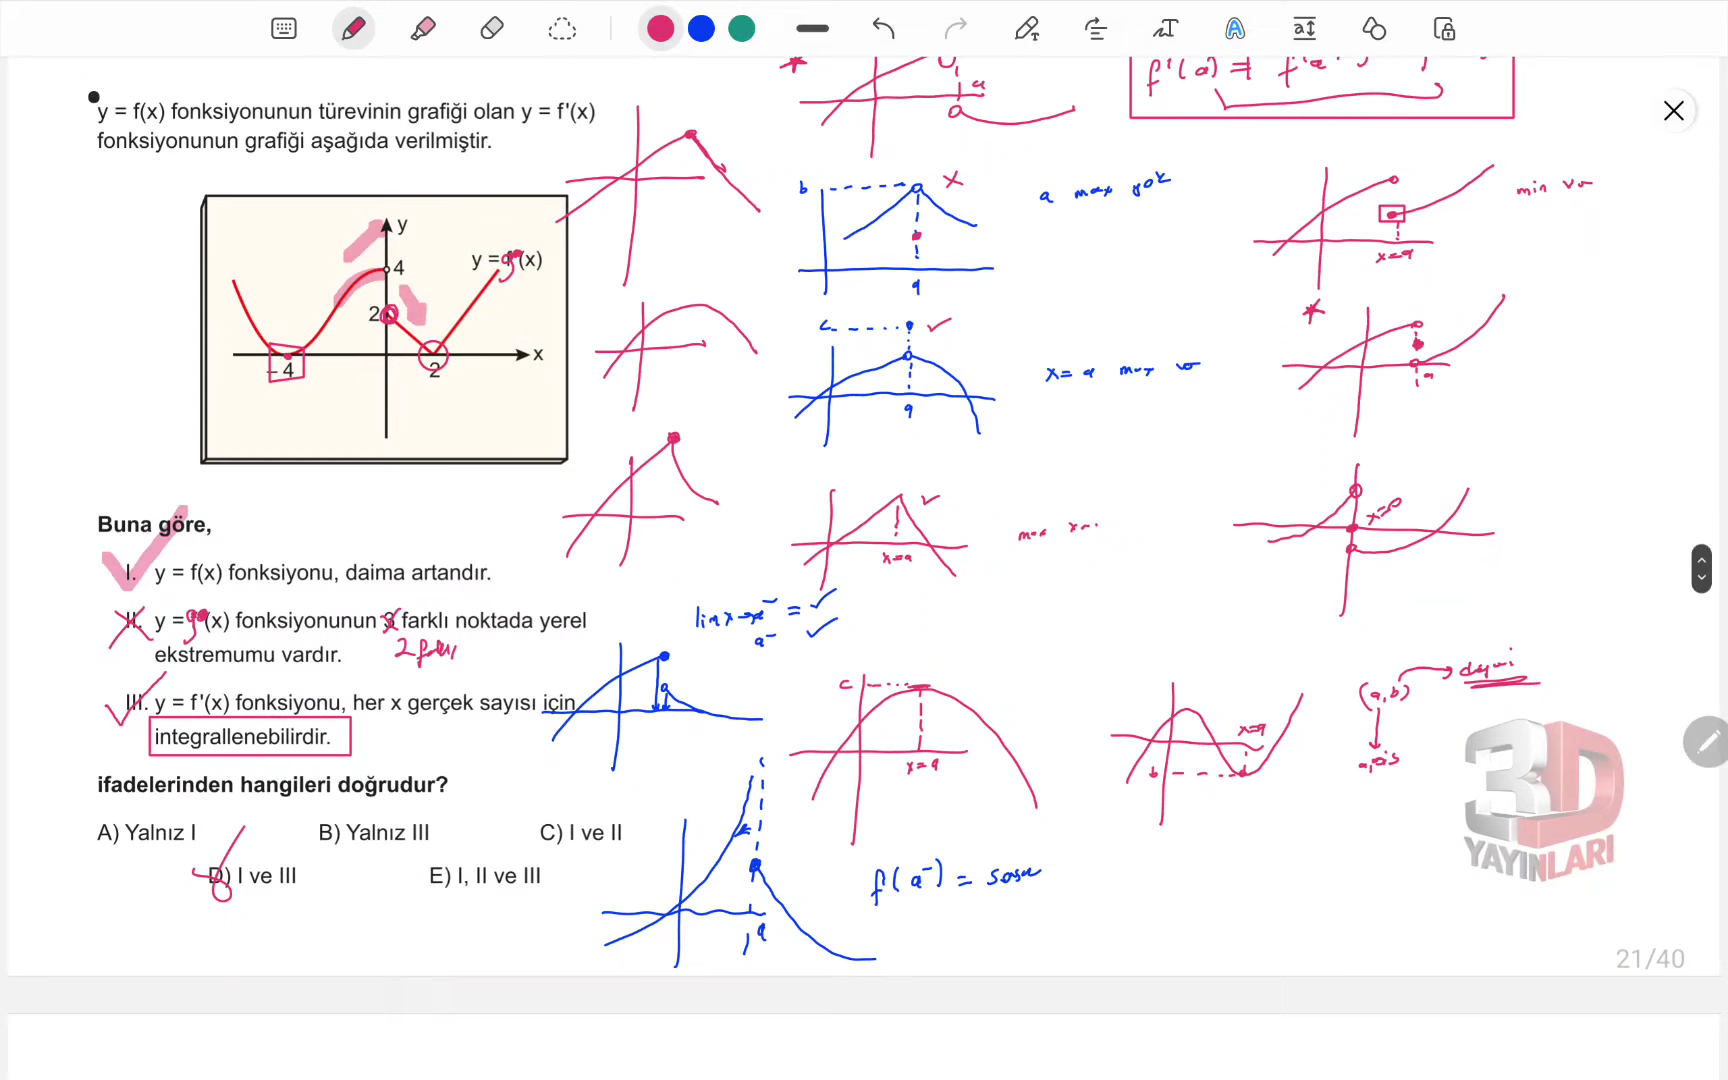 y = f(x) fonksiyonunun türevinin grafiği olan y = f'(x)
fonksiyonunun grafiği aşağıda verilmiştir.
y
4
y = g(x)
2
x
- 4
2
Buna göre,
I. y = f(x) fonksiyonu, daima artandır.
II. y = g(x) fonksiyonunun 3 farklı noktada yerel
2 farklı
ekstremumu vardır.
III. y = f'(x) fonksiyonu, her x gerçek sayısı için
integrallenebilirdir.
ifadelerinden hangileri doğrudur?
A) Yalnız I
B) Yalnız III
C) I ve II
D) I ve III
E) I, II ve III
a
b
a
a max yok
c
a
x = a max var
x=a
max
x=a
min var
a
x=0
lim x→a⁻ =
a⁻
a
f(a⁻) = sonsuz
c
x=a
x=a
b
(a,b)
değeri
3D
YAYINLARI
21/40